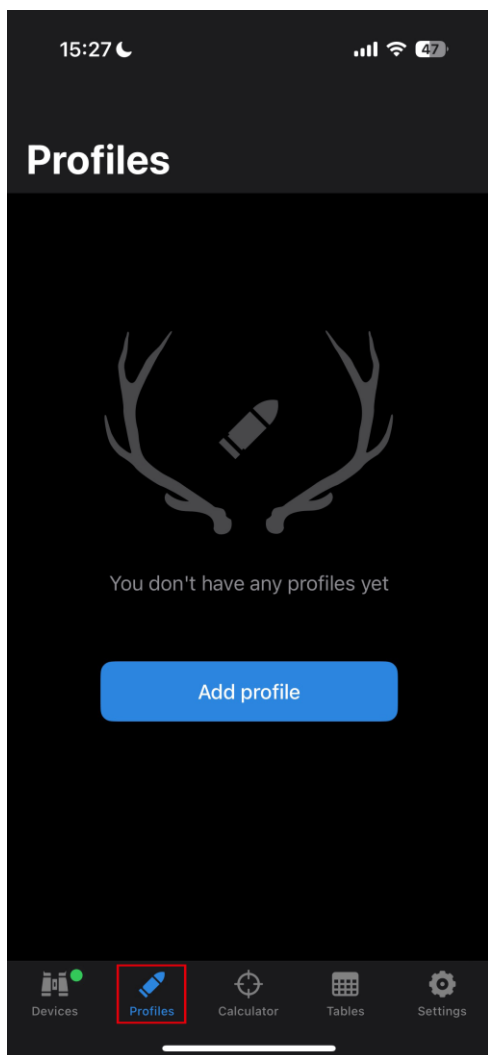 15:27 47
Profiles
You don't have any profiles yet
Add profile
Devices Profiles Calculator Tables Settings